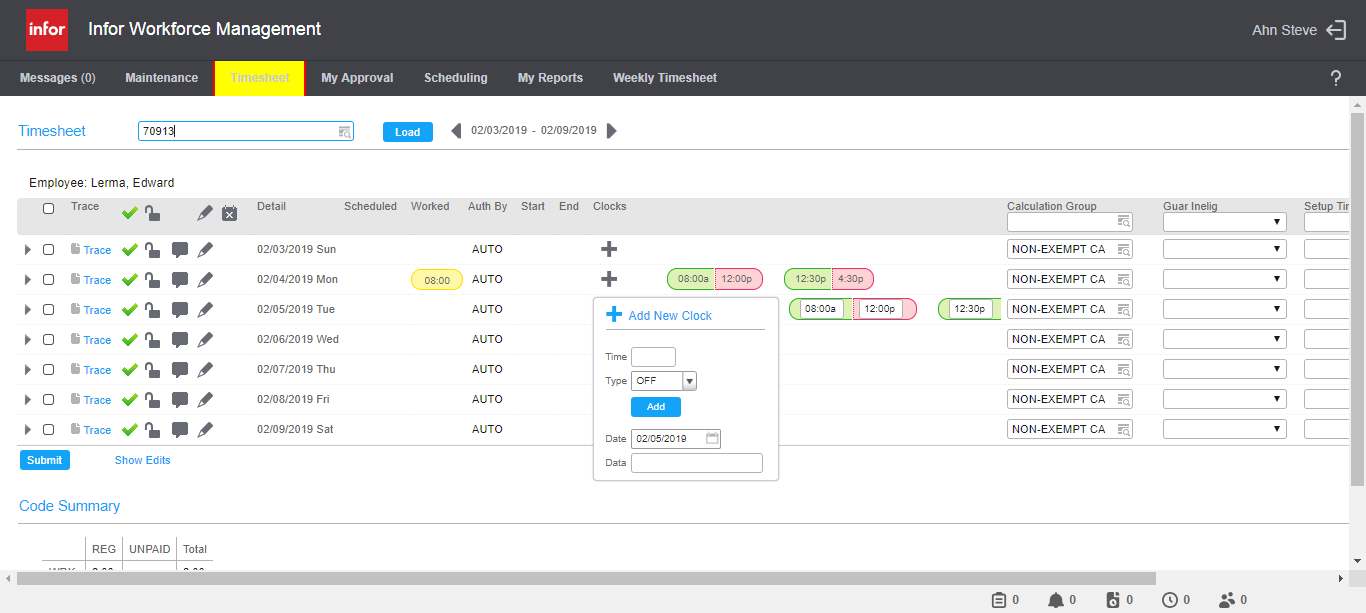 infor Infor Workforce Management Ahn Steve
Messages (0) Maintenance Timesheet My Approval Scheduling My Reports Weekly Timesheet ?
Timesheet 70913 Load 02/03/2019 - 02/09/2019
Employee: Lerma, Edward
Trace Detail Scheduled Worked Auth By Start End Clocks Calculation Group Guar Inelig Setup Tir
Trace 02/03/2019 Sun AUTO NON-EXEMPT CA
Trace 02/04/2019 Mon 08:00 AUTO 08:00a 12:00p 12:30p 4:30p NON-EXEMPT CA
Trace 02/05/2019 Tue AUTO 08:00a 12:00p 12:30p NON-EXEMPT CA
Add New Clock
Trace 02/06/2019 Wed AUTO NON-EXEMPT CA
Time
Trace 02/07/2019 Thu AUTO NON-EXEMPT CA
Type OFF
Trace 02/08/2019 Fri AUTO NON-EXEMPT CA
Add
Trace 02/09/2019 Sat AUTO NON-EXEMPT CA
Date 02/05/2019
Data
Submit Show Edits
Code Summary
REG UNPAID Total
0 0 0 0 0